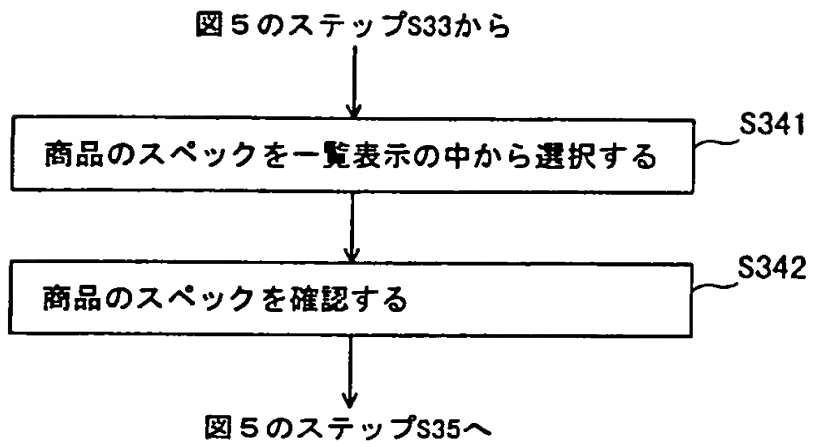 図５のステップS33から
S341
商品のスペックを一覧表示の中から選択する
S342
商品のスペックを確認する
図５のステップS35へ